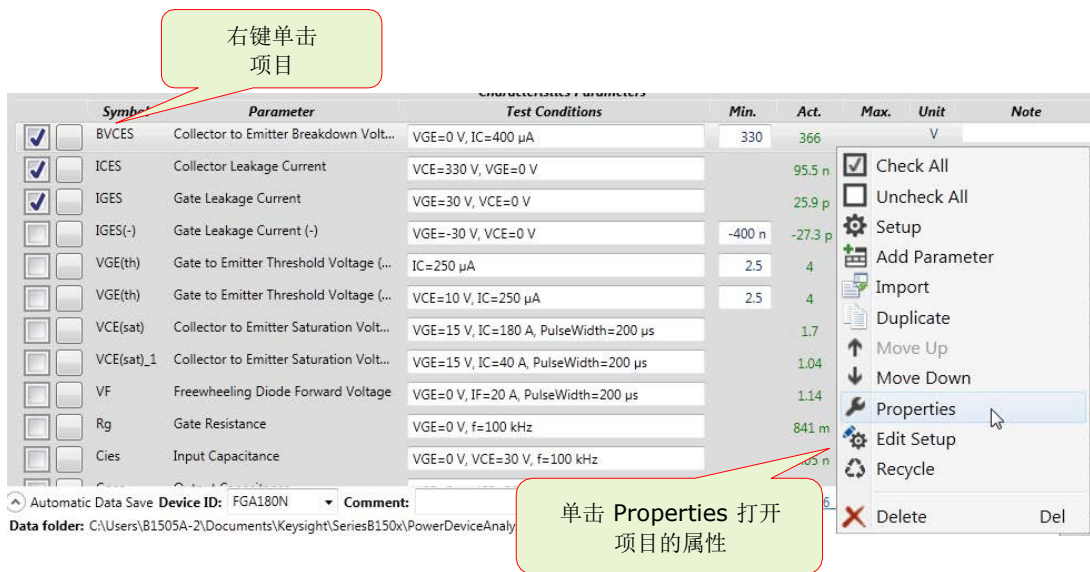 右键单击
项目
Characteristics Parameters
Symbol Parameter Test Conditions Min. Act. Max. Unit Note
BVCES Collector to Emitter Breakdown Volt... VGE=0 V, IC=400 µA 330 366 V
ICES Collector Leakage Current VCE=330 V, VGE=0 V 95.5 n
IGES Gate Leakage Current VGE=30 V, VCE=0 V 25.9 p
IGES(-) Gate Leakage Current (-) VGE=-30 V, VCE=0 V -400 n -27.3 p
VGE(th) Gate to Emitter Threshold Voltage (... IC=250 µA 2.5 4
VGE(th) Gate to Emitter Threshold Voltage (... VCE=10 V, IC=250 µA 2.5 4
VCE(sat) Collector to Emitter Saturation Volt... VGE=15 V, IC=180 A, PulseWidth=200 µs 1.7
VCE(sat)_1 Collector to Emitter Saturation Volt... VGE=15 V, IC=40 A, PulseWidth=200 µs 1.04
VF Freewheeling Diode Forward Voltage VGE=0 V, IF=20 A, PulseWidth=200 µs 1.14
Rg Gate Resistance VGE=0 V, f=100 kHz 841 m
Cies Input Capacitance VGE=0 V, VCE=30 V, f=100 kHz
Check All
Uncheck All
Setup
Add Parameter
Import
Duplicate
Move Up
Move Down
Properties
Edit Setup
Recycle
Delete Del
Automatic Data Save Device ID: FGA180N Comment:
Data folder: C:\Users\B1505A-2\Documents\Keysight\SeriesB150x\PowerDeviceAnaly
单击 Properties 打开
项目的属性